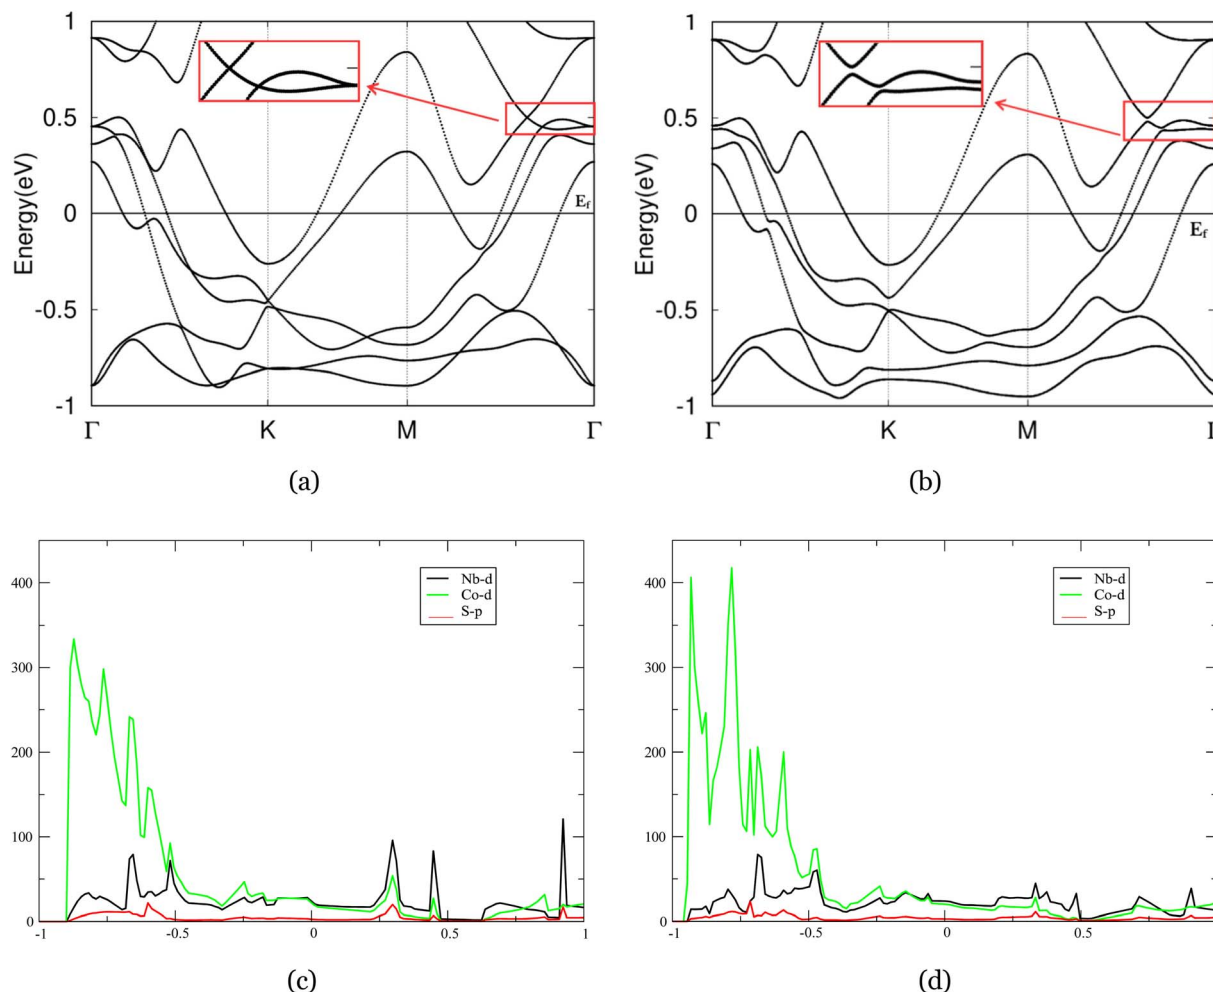 1
0.5
0
-0.5
-1
Energy(eV)
E_f
Γ K M Γ
(a)
1
0.5
0
-0.5
-1
Energy(eV)
E_f
Γ K M Γ
(b)
400
300
200
100
0
-1 -0.5 0 0.5 1
Nb-d
Co-d
S-p
(c)
400
300
200
100
0
-1 -0.5 0 0.5
Nb-d
Co-d
S-p
(d)